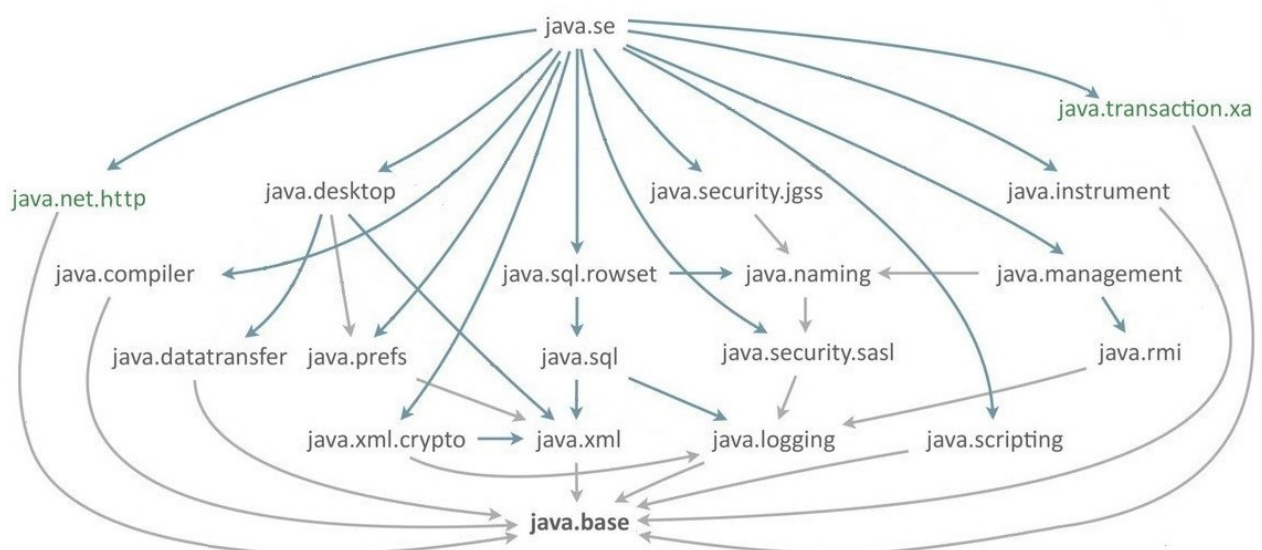 java.se
java.transaction.xa
java.net.http
java.desktop
java.security.jgss
java.instrument
java.compiler
java.sql.rowset
java.naming
java.management
java.datatransfer
java.prefs
java.sql
java.security.sasl
java.rmi
java.xml.crypto
java.xml
java.logging
java.scripting
java.base